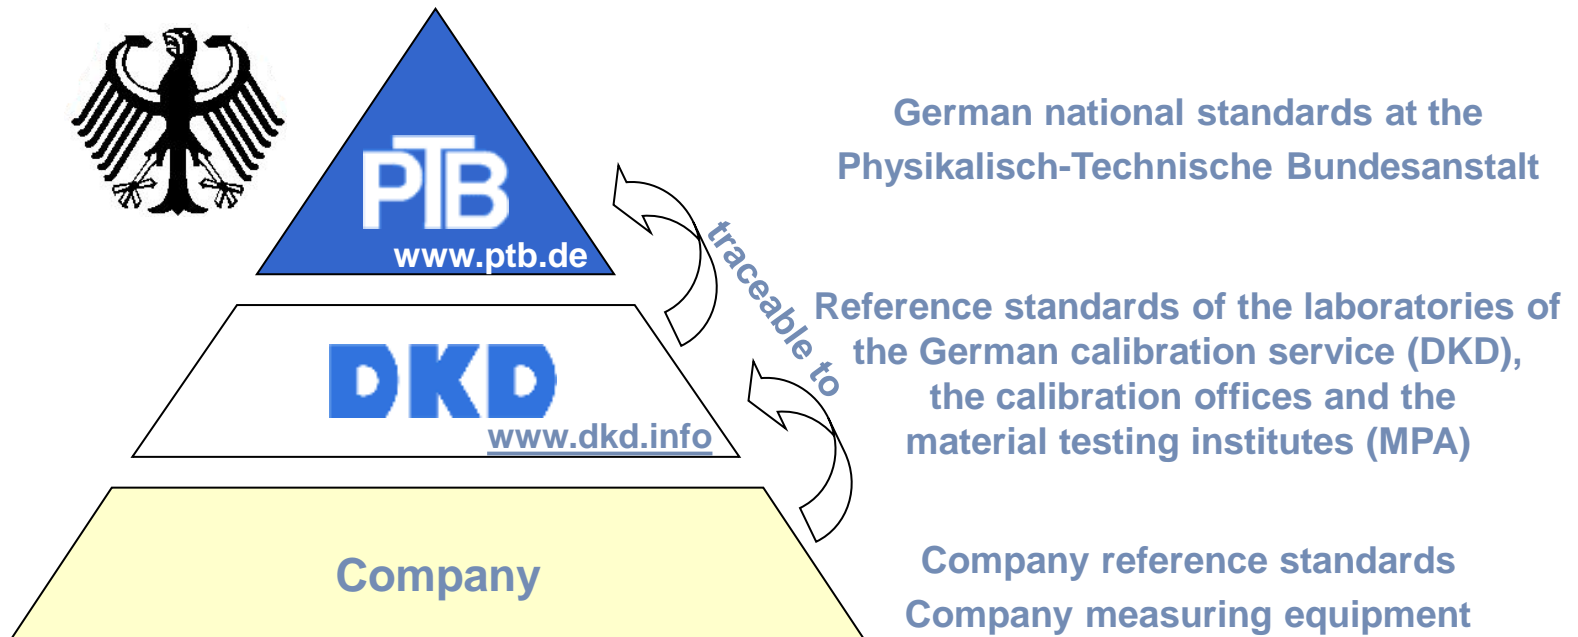 PTB
www.ptb.de
German national standards at the
Physikalisch-Technische Bundesanstalt
traceable to
DKD
www.dkd.info
Reference standards of the laboratories of
the German calibration service (DKD),
the calibration offices and the
material testing institutes (MPA)
Company
Company reference standards
Company measuring equipment